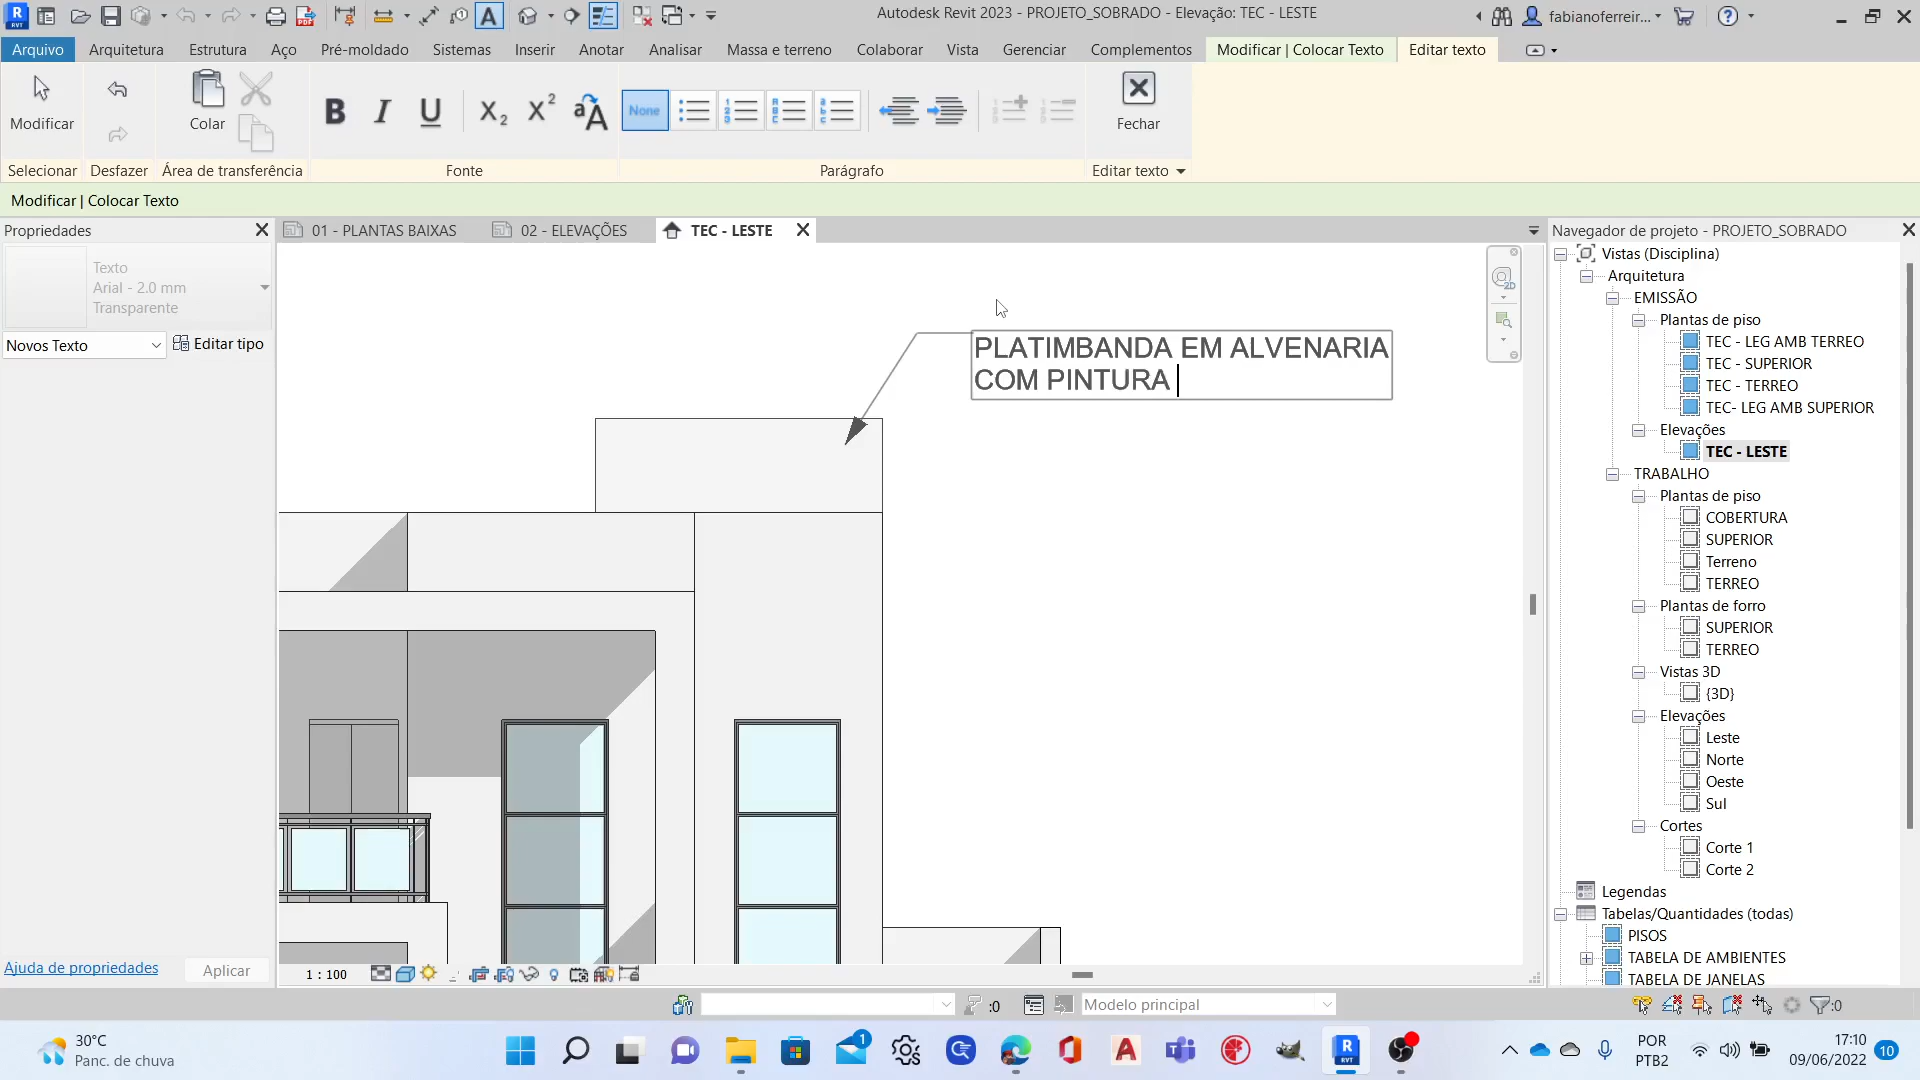 Autodesk Revit 2023 - PROJETO_SOBRADO - Elevação: TEC - LESTE
fabianoferreir...
Arquivo
Arquitetura
Estrutura
Aço
Pré-moldado
Sistemas
Inserir
Anotar
Analisar
Massa e terreno
Colaborar
Vista
Gerenciar
Complementos
Modificar | Colocar Texto
Editar texto
Modificar
Colar
None
Fechar
Selecionar
Desfazer
Área de transferência
Fonte
Parágrafo
Editar texto
Modificar | Colocar Texto
Propriedades
Texto
Arial - 2.0 mm
Transparente
Novos Texto
Editar tipo
Ajuda de propriedades
Aplicar
01 - PLANTAS BAIXAS
02 - ELEVAÇÕES
TEC - LESTE
PLATIMBANDA EM ALVENARIA
COM PINTURA
1 : 100
Navegador de projeto - PROJETO_SOBRADO
Vistas (Disciplina)
Arquitetura
EMISSÃO
Plantas de piso
TEC - LEG AMB TERREO
TEC - SUPERIOR
TEC - TERREO
TEC- LEG AMB SUPERIOR
Elevações
TEC - LESTE
TRABALHO
Plantas de piso
COBERTURA
SUPERIOR
Terreno
TERREO
Plantas de forro
SUPERIOR
TERREO
Vistas 3D
{3D}
Elevações
Leste
Norte
Oeste
Sul
Cortes
Corte 1
Corte 2
Legendas
Tabelas/Quantidades (todas)
PISOS
TABELA DE AMBIENTES
TABELA DE JANELAS
:0
Modelo principal
:0
30°C
Panc. de chuva
1
POR
PTB2
17:10
09/06/2022
10